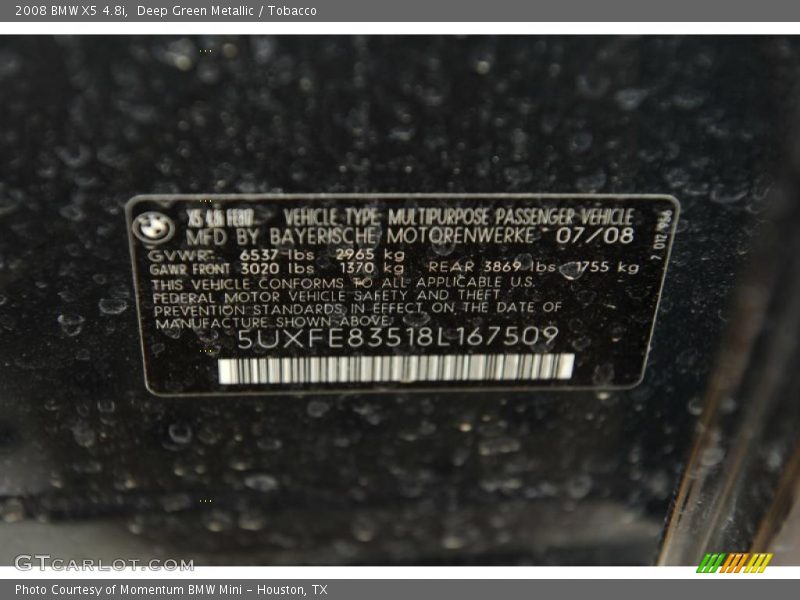 2008 BMW X5 4.8i, Deep Green Metallic / Tobacco
X5 4.8i VEHICLE TYPE MULTIPURPOSE PASSENGER VEHICLE
MFD BY BAYERISCHE MOTORENWERKE 07/08
GVWR 6537 lbs 2965 kg
GAWR FRONT 3020 lbs 1370 kg REAR 3869 lbs 1755 kg
THIS VEHICLE CONFORMS TO ALL APPLICABLE U.S.
FEDERAL MOTOR VEHICLE SAFETY AND THEFT
PREVENTION STANDARDS IN EFFECT ON THE DATE OF
MANUFACTURE SHOWN ABOVE:
5UXFE83518L167509
GTCARLOT.COM
Photo Courtesy of Momentum BMW Mini - Houston, TX